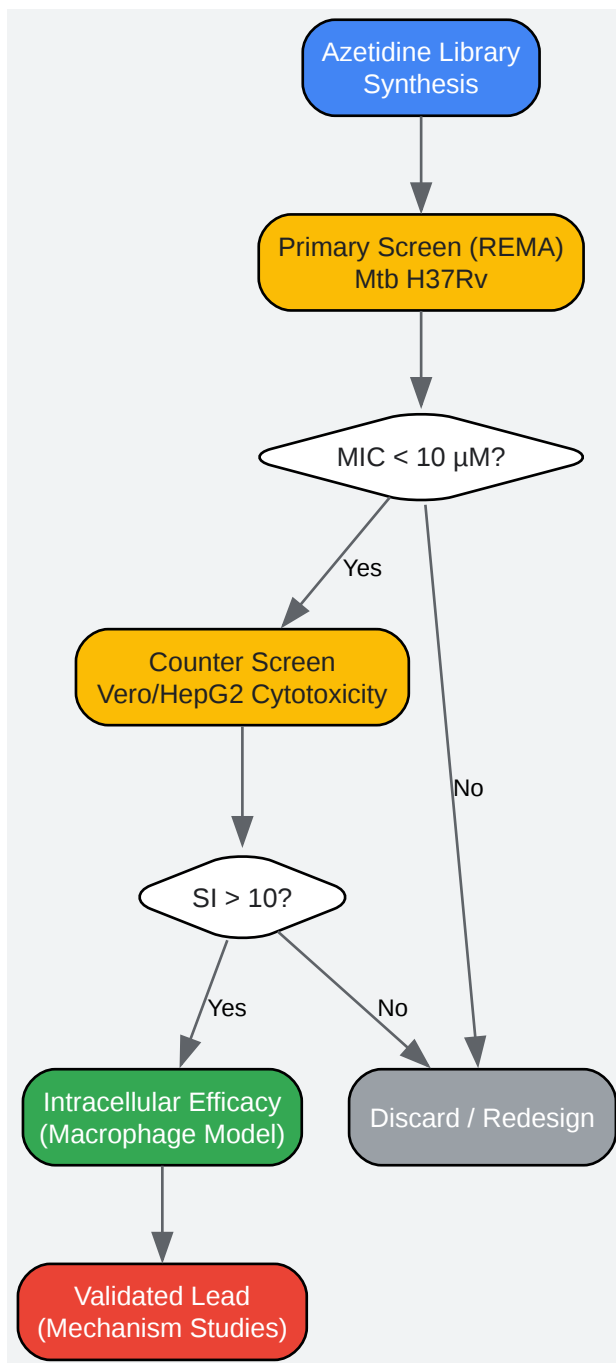 Azetidine Library
Synthesis
Primary Screen (REMA)
Mtb H37Rv
MIC < 10 µM?
Yes
Counter Screen
Vero/HepG2 Cytotoxicity
No
SI > 10?
Yes
No
Intracellular Efficacy
(Macrophage Model)
Discard / Redesign
Validated Lead
(Mechanism Studies)